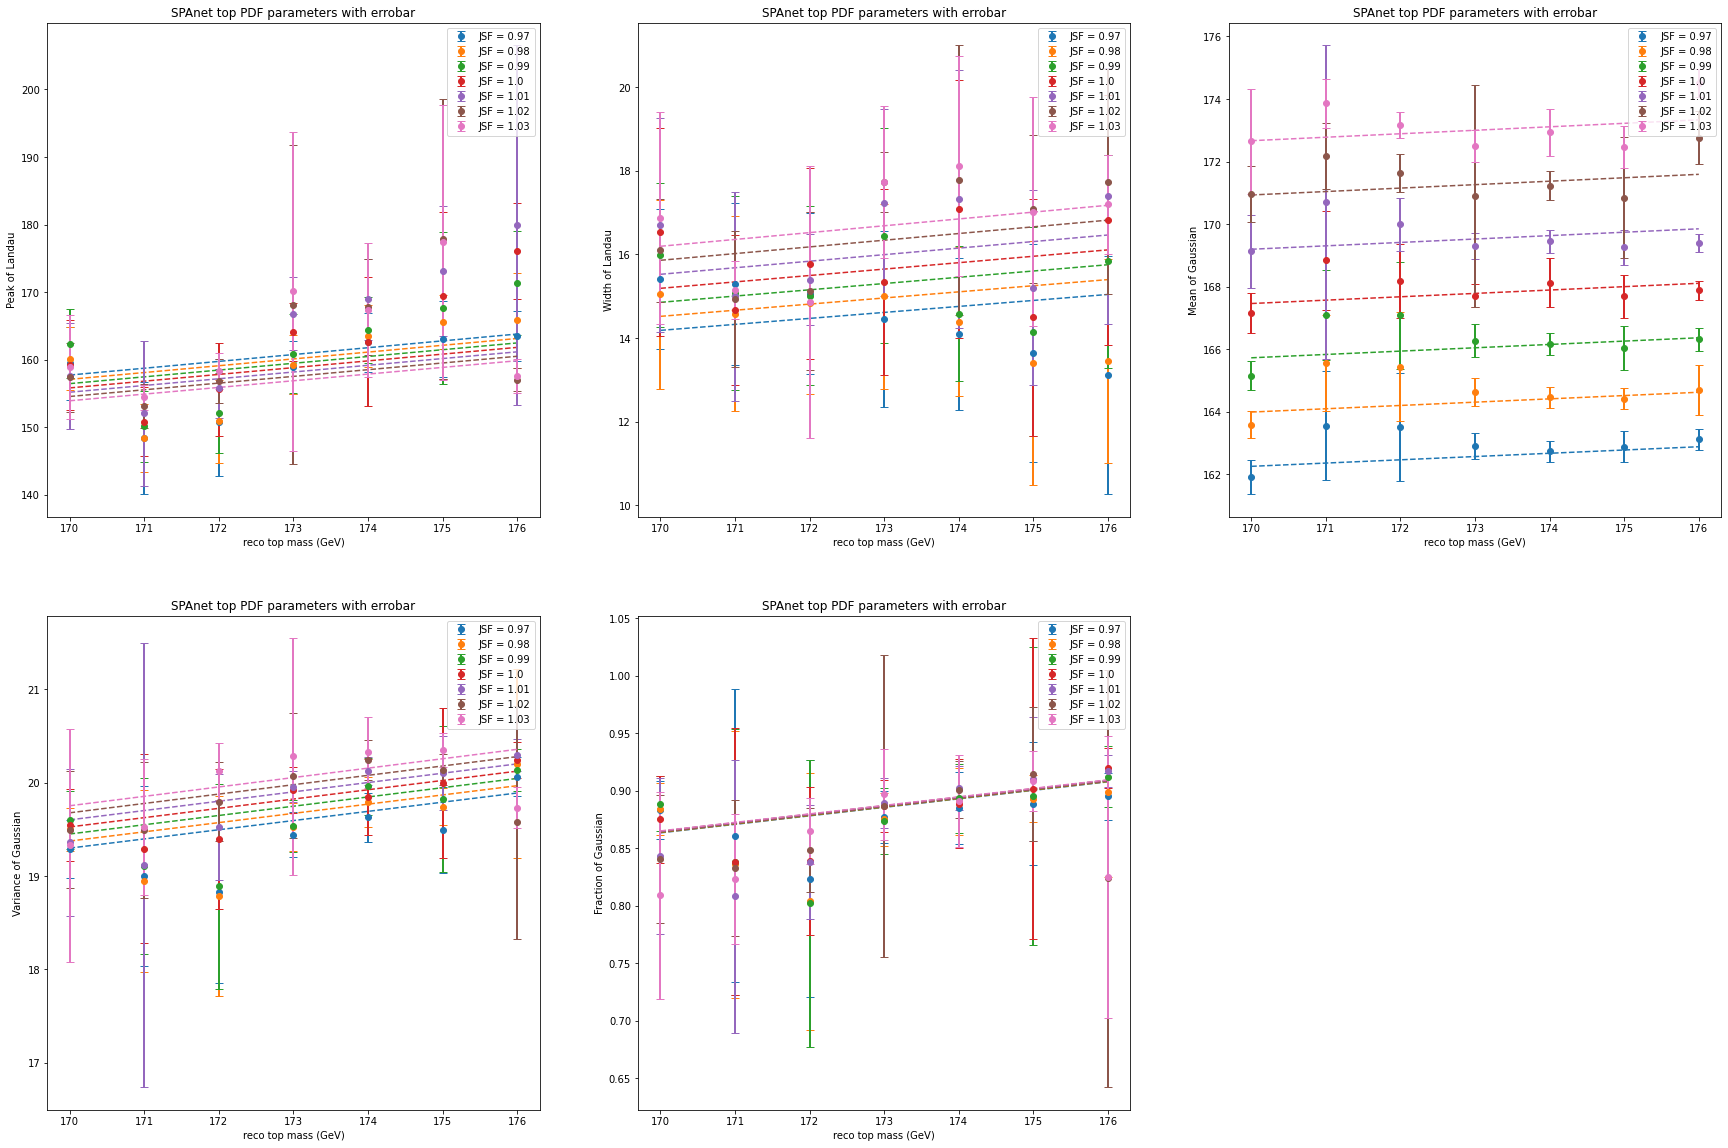 SPAnet top PDF parameters with errobar
Peak of Landau
200
190
180
170
160
150
140
170 171 172 173 174 175 176
reco top mass (GeV)
JSF = 0.97
JSF = 0.98
JSF = 0.99
JSF = 1.0
JSF = 1.01
JSF = 1.02
JSF = 1.03
SPAnet top PDF parameters with errobar
Width of Landau
20
18
16
14
12
10
170 171 172 173 174 175 176
reco top mass (GeV)
JSF = 0.97
JSF = 0.98
JSF = 0.99
JSF = 1.0
JSF = 1.01
JSF = 1.02
JSF = 1.03
SPAnet top PDF parameters with errobar
Mean of Gaussian
176
174
172
170
168
166
164
162
170 171 172 173 174 175 176
reco top mass (GeV)
JSF = 0.97
JSF = 0.98
JSF = 0.99
JSF = 1.0
JSF = 1.01
JSF = 1.02
JSF = 1.03
SPAnet top PDF parameters with errobar
Variance of Gaussian
21
20
19
18
17
170 171 172 173 174 175 176
reco top mass (GeV)
JSF = 0.97
JSF = 0.98
JSF = 0.99
JSF = 1.0
JSF = 1.01
JSF = 1.02
JSF = 1.03
SPAnet top PDF parameters with errobar
Fraction of Gaussian
1.05
1.00
0.95
0.90
0.85
0.80
0.75
0.70
0.65
170 171 172 173 174 175 176
reco top mass (GeV)
JSF = 0.97
JSF = 0.98
JSF = 0.99
JSF = 1.0
JSF = 1.01
JSF = 1.02
JSF = 1.03